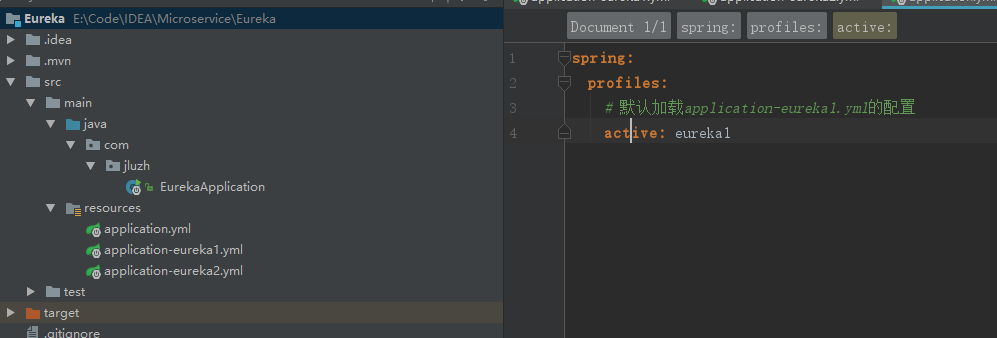 Eureka E:\Code\IDEA\Microservice\Eureka
.idea
.mvn
src
main
java
com
jluzh
EurekaApplication
resources
application.yml
application-eureka1.yml
application-eureka2.yml
test
target
.gitignore
Document 1/1 spring: profiles: active:
1 spring:
2 profiles:
3 # 默认加载application-eureka1.yml的配置
4 active: eureka1